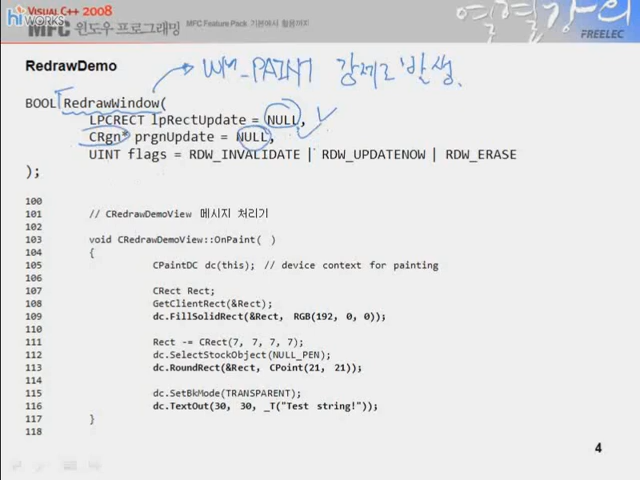 hiWORKS
VISUAL C++ 2008
MFC 윈도우 프로그래밍 MFC Feature Pack 기본에서 활용까지
열혈강의
FREELEC
RedrawDemo
WM_PAINT 강제로 발생.
BOOL RedrawWindow(
LPCRECT lpRectUpdate = NULL,
CRgn* prgnUpdate = NULL,
UINT flags = RDW_INVALIDATE | RDW_UPDATENOW | RDW_ERASE
);
100
101 // CRedrawDemoView 메시지 처리기
102
103 void CRedrawDemoView::OnPaint( )
104 {
105 CPaintDC dc(this); // device context for painting
106
107 CRect Rect;
108 GetClientRect(&Rect);
109 dc.FillSolidRect(&Rect, RGB(192, 0, 0));
110
111 Rect -= CRect(7, 7, 7, 7);
112 dc.SelectStockObject(NULL_PEN);
113 dc.RoundRect(&Rect, CPoint(21, 21));
114
115 dc.SetBkMode(TRANSPARENT);
116 dc.TextOut(30, 30, _T("Test string!"));
117 }
118
4